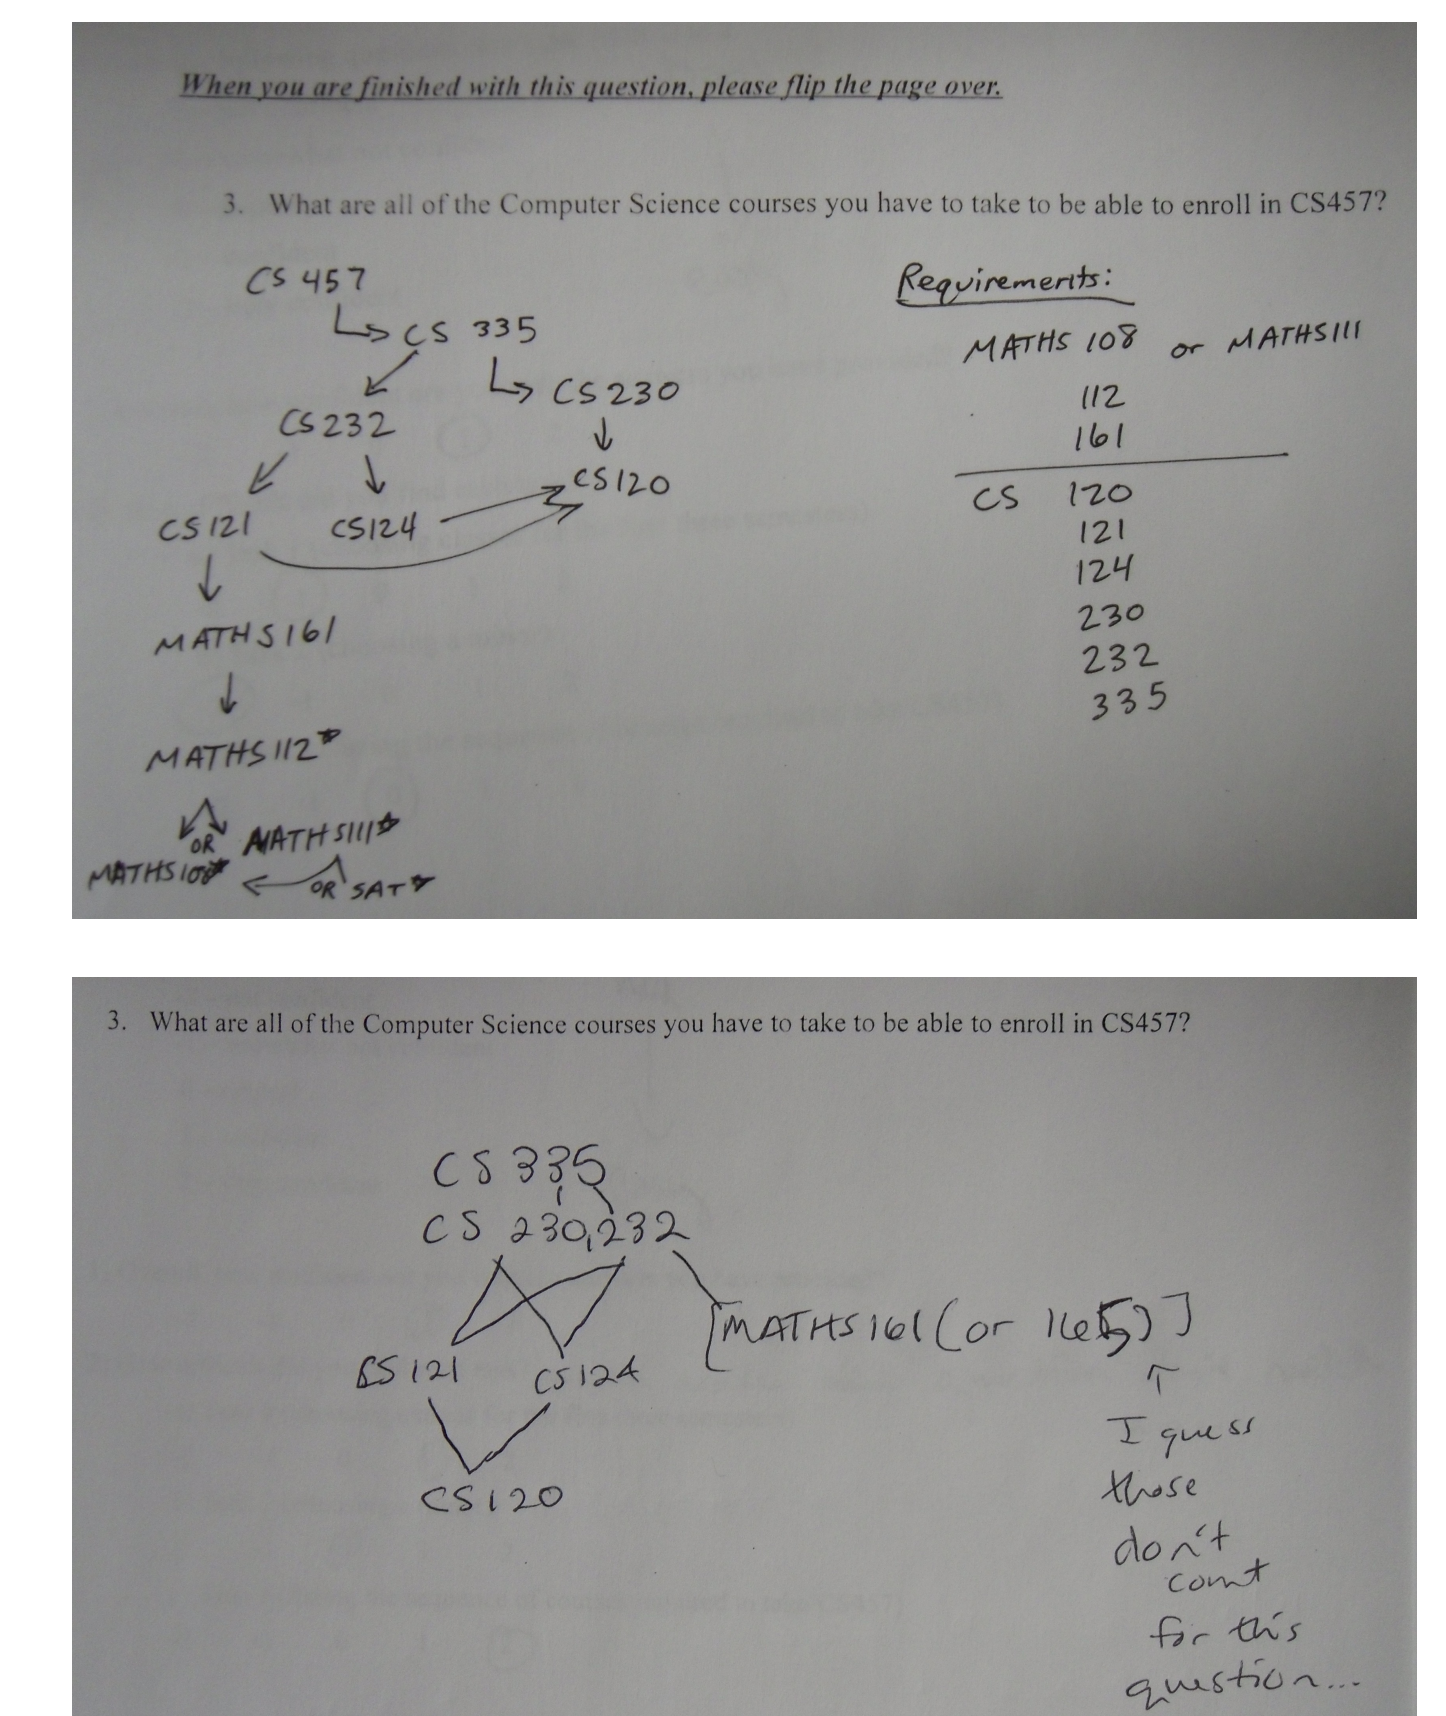 When you are finished with this question, please flip the page over.
3. What are all of the Computer Science courses you have to take to be able to enroll in CS457?
CS 457
CS 335
CS 230
CS232
CS120
CS121 CS124
MATHS161
MATHS112*
OR MATHS111*
MATHS108* OR SAT*
Requirements:
MATHS 108 or MATHS111
112
161
CS 120
121
124
230
232
335
3. What are all of the Computer Science courses you have to take to be able to enroll in CS457?
CS 335
CS 230,232
[MATHS161 (or 165)]
CS121 CS124
CS120
I guess
those
don't
count
for this
question...